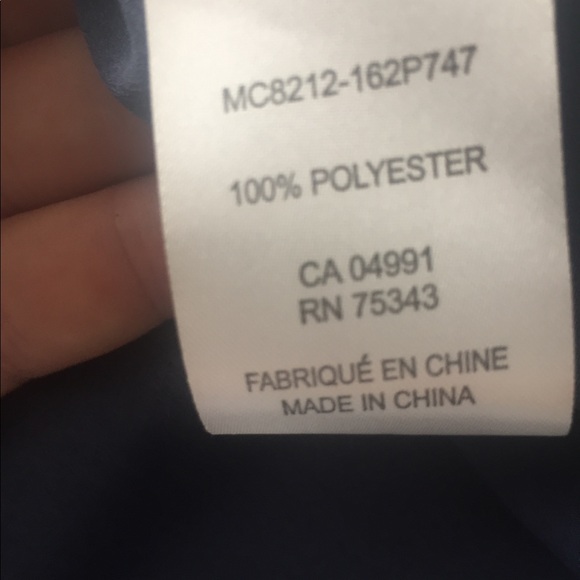 MC8212-162P747
100% POLYESTER
CA 04991
RN 75343
FABRIQUÉ EN CHINE
MADE IN CHINA